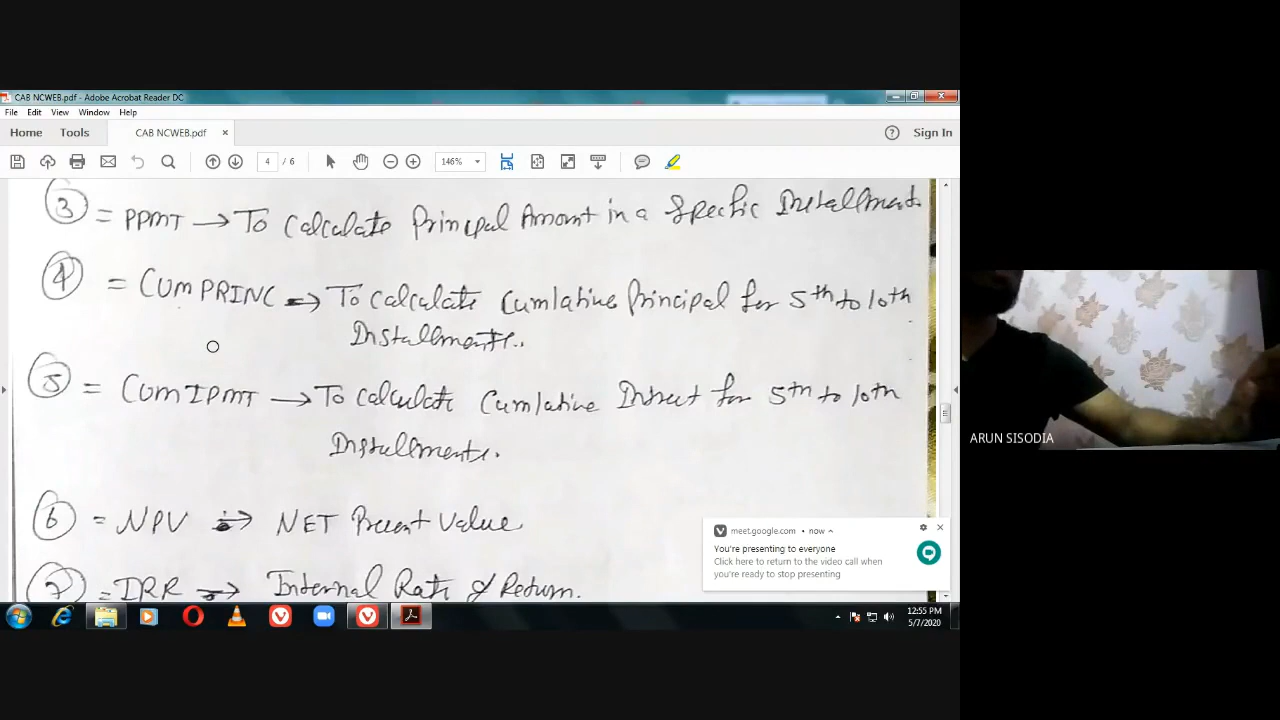 CAB NCWEB.pdf - Adobe Acrobat Reader DC
File Edit View Window Help
Home Tools CAB NCWEB.pdf × Sign In
4 / 6 146%
3 = PPMT → To Calculate Principal Amount in a Specific Installment
4 = CUMPRINC → To calculate Cumlative Principal for 5th to 10th
Installments.
5 = CUMIPMT → To calculate Cumlative Intrest for 5th to 10th
Installments.
6 = NPV → NET Present Value
7 = IRR → Internal Rate of Return.
meet.google.com • now
You're presenting to everyone
Click here to return to the video call when
you're ready to stop presenting
12:55 PM
5/7/2020
ARUN SISODIA